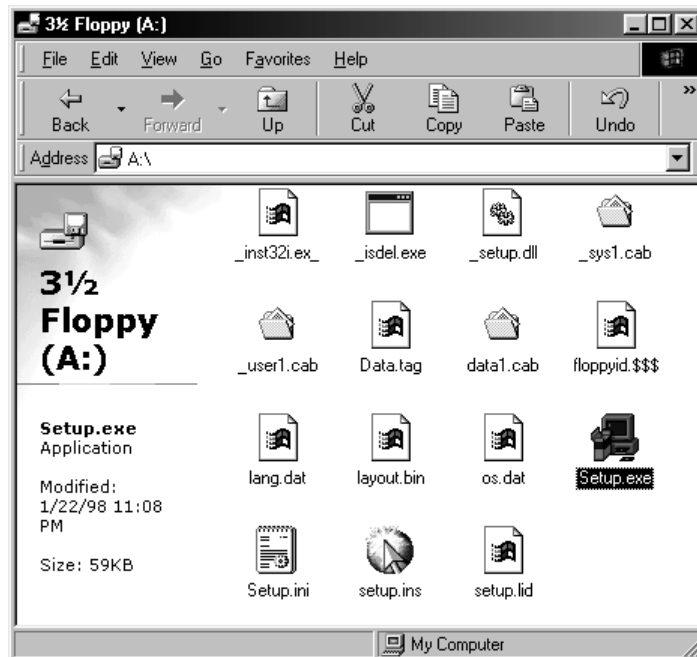 3½ Floppy (A:)
File Edit View Go Favorites Help
Back Forward Up Cut Copy Paste Undo »
Address A:\
3½
Floppy
(A:)
Setup.exe
Application
Modified:
1/22/98 11:08
PM
Size: 59KB
_inst32i.ex_ _isdel.exe _setup.dll _sys1.cab
_user1.cab Data.tag data1.cab floppyid.$$$
lang.dat layout.bin os.dat Setup.exe
Setup.ini setup.ins setup.lid
My Computer